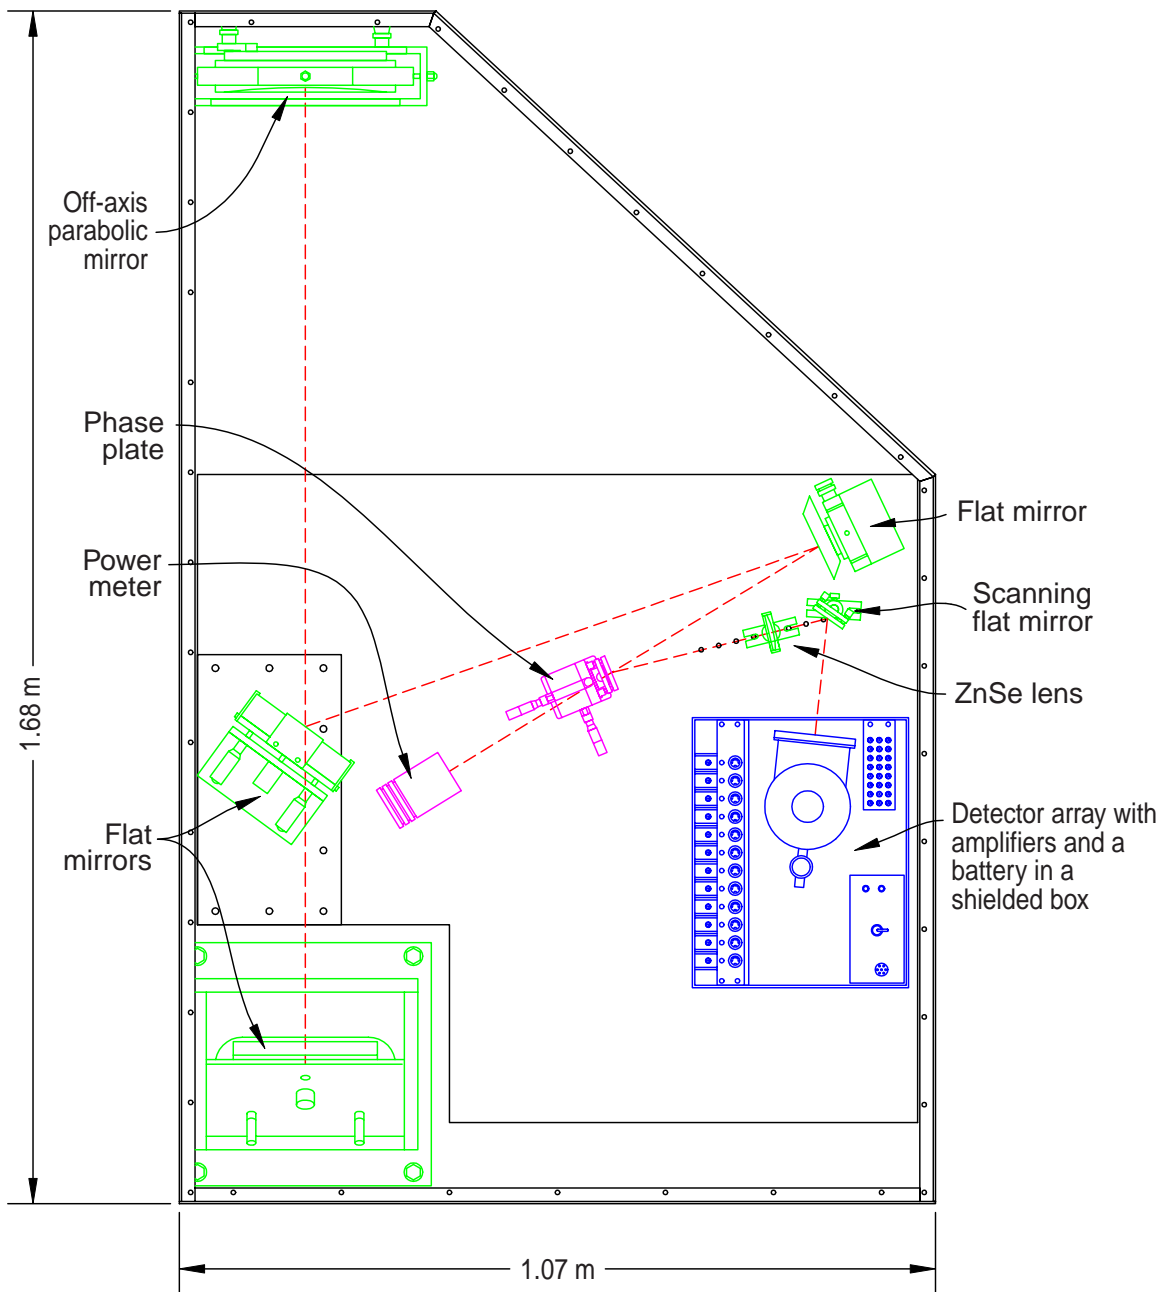 Off-axis
parabolic
mirror
Phase
plate
Power
meter
Flat mirror
Scanning
flat mirror
ZnSe lens
1.68 m
Flat
mirrors
Detector array with
amplifiers and a
battery in a
shielded box
1.07 m